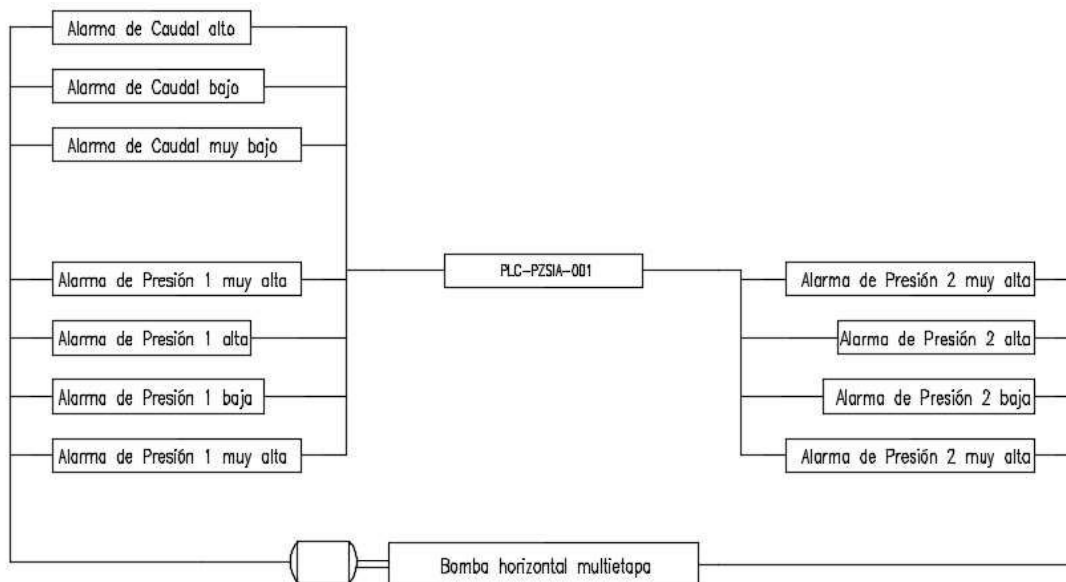 Alarma de Caudal alto
Alarma de Caudal bajo
Alarma de Caudal muy bajo
Alarma de Presión 1 muy alta
Alarma de Presión 1 alta
Alarma de Presión 1 baja
Alarma de Presión 1 muy alta
PLC-PZSIA-001
Alarma de Presión 2 muy alta
Alarma de Presión 2 alta
Alarma de Presión 2 baja
Alarma de Presión 2 muy alta
Bomba horizontal multietapa